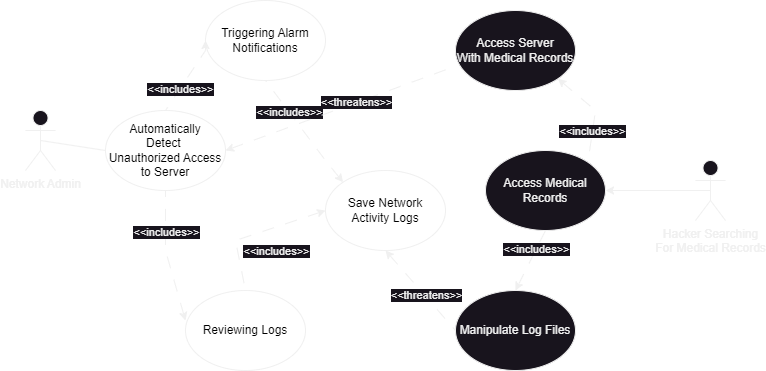 Triggering Alarm
Notifications
Access Server
With Medical Records
<<includes>>
<<threatens>>
<<includes>>
<<includes>>
Automatically
Detect
Unauthorized Access
to Server
Network Admin
Access Medical
Records
Save Network
Activity Logs
<<includes>>
Hacker Searching
For Medical Records
<<includes>>
<<includes>>
<<threatens>>
Reviewing Logs
Manipulate Log Files